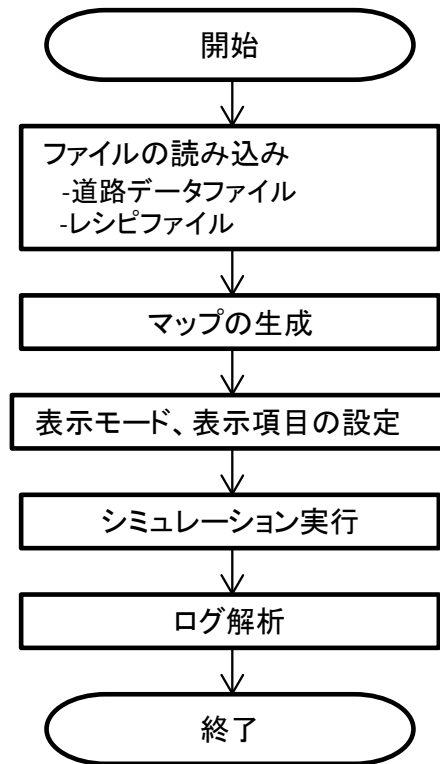 開始
ファイルの読み込み
-道路データファイル
-レシピファイル
マップの生成
表示モード、表示項目の設定
シミュレーション実行
ログ解析
終了